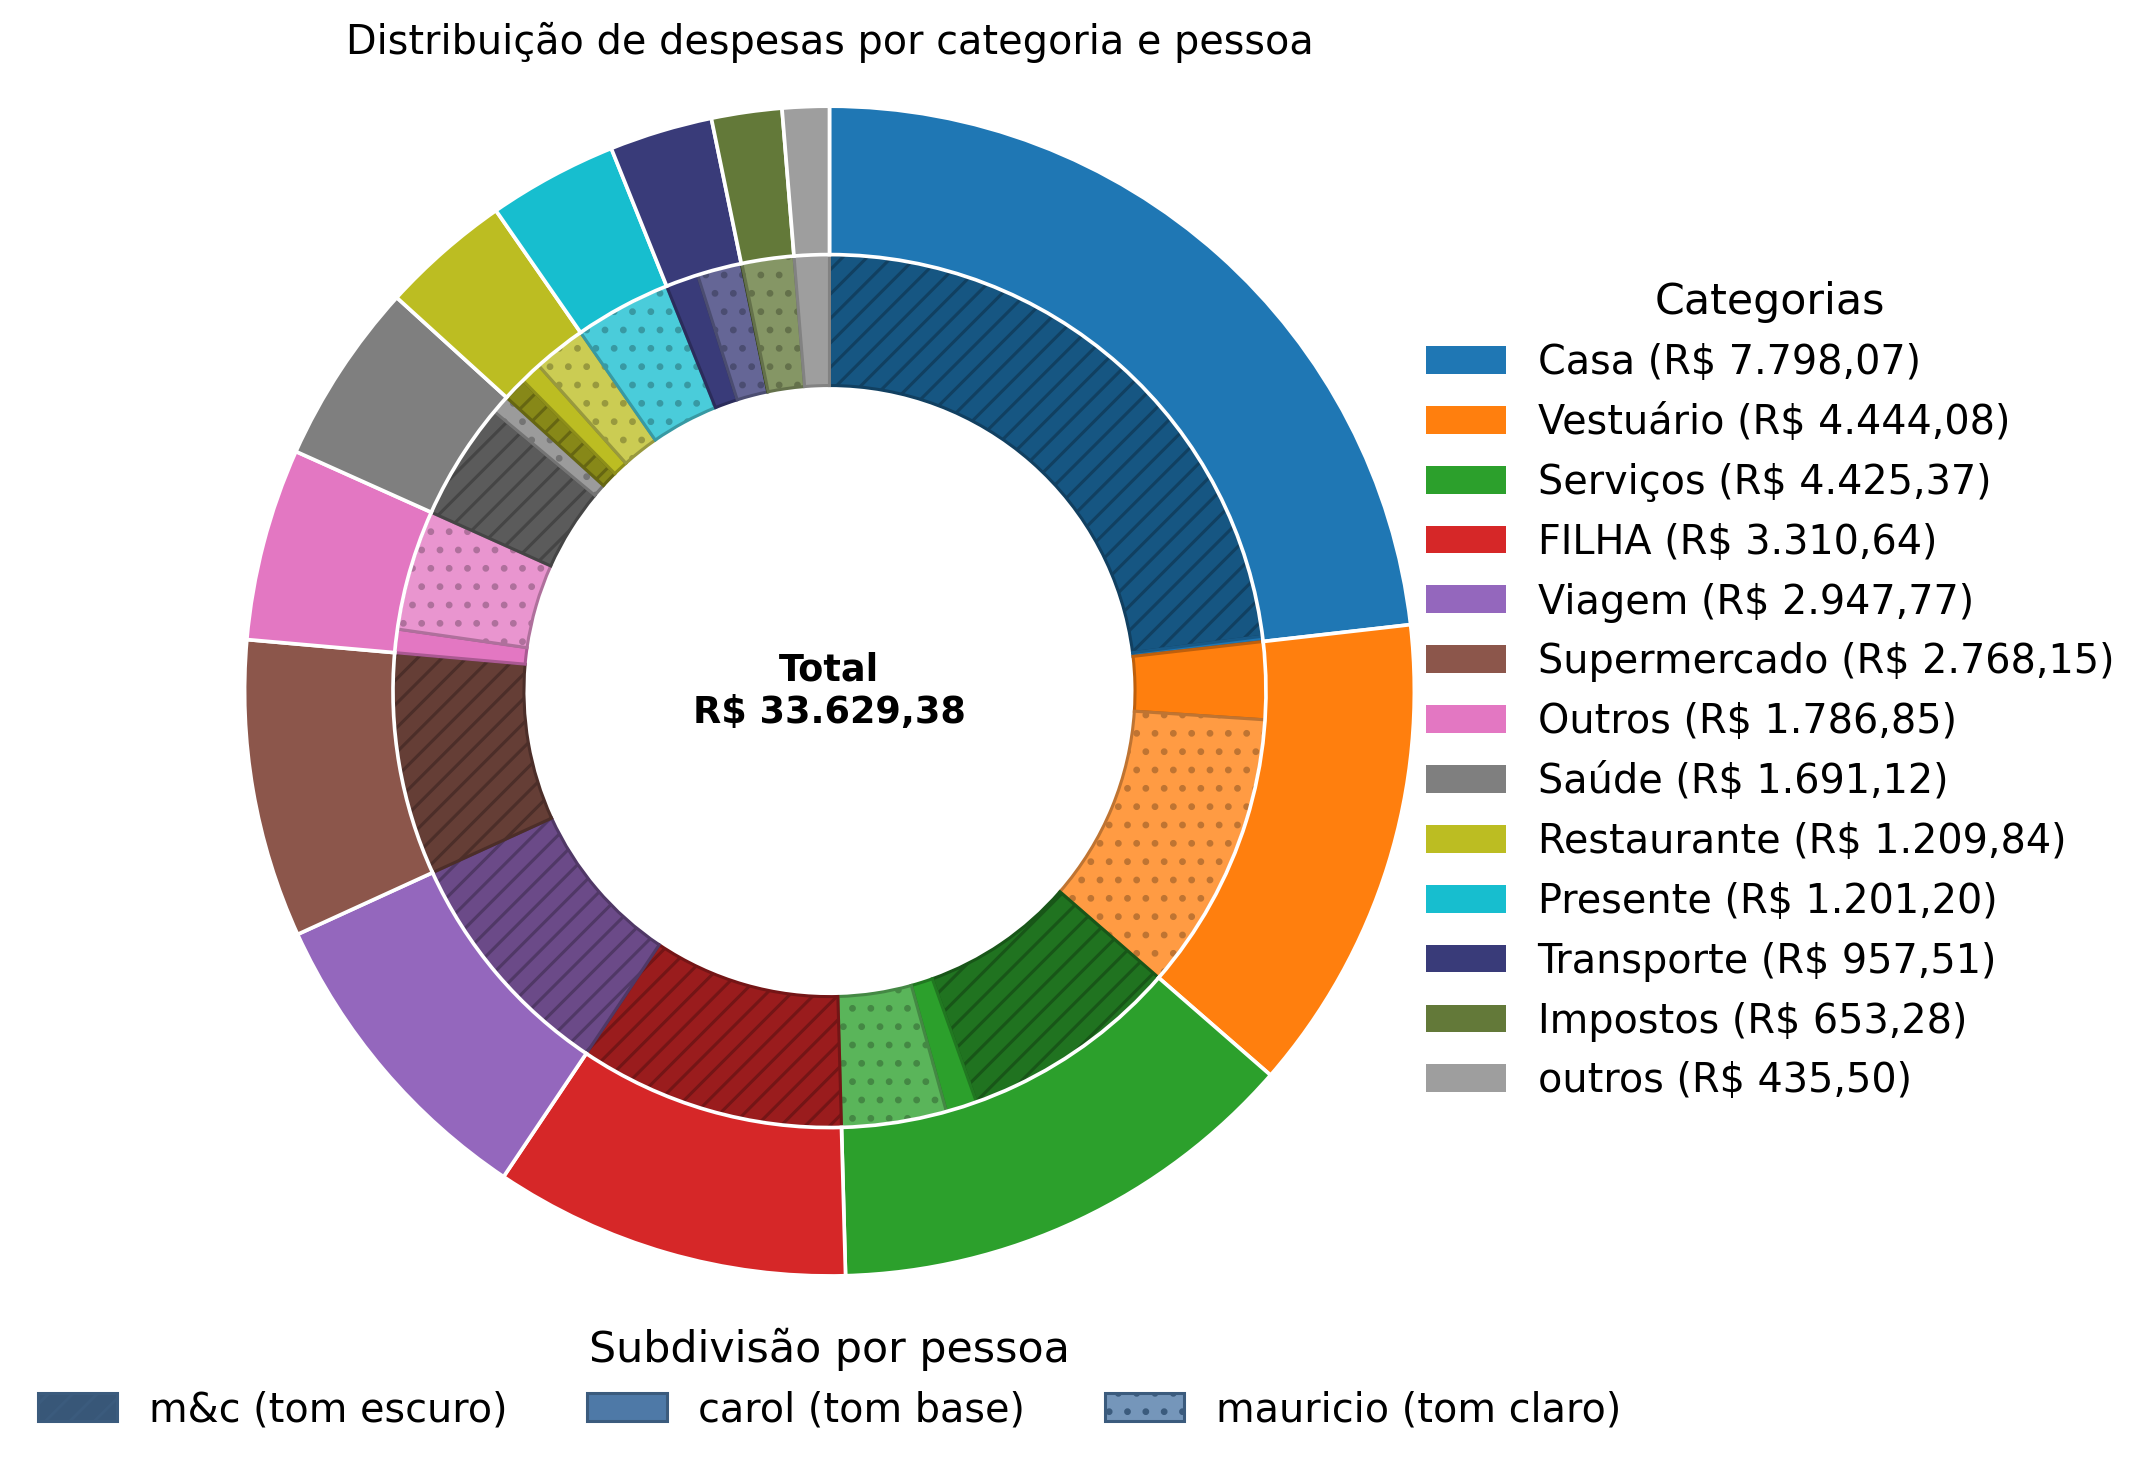 Distribuição de despesas por categoria e pessoa
Categorias
Casa (R$ 7.798,07)
Vestuário (R$ 4.444,08)
Serviços (R$ 4.425,37)
FILHA (R$ 3.310,64)
Viagem (R$ 2.947,77)
Supermercado (R$ 2.768,15)
Outros (R$ 1.786,85)
Saúde (R$ 1.691,12)
Restaurante (R$ 1.209,84)
Presente (R$ 1.201,20)
Transporte (R$ 957,51)
Impostos (R$ 653,28)
outros (R$ 435,50)
Total
R$ 33.629,38
Subdivisão por pessoa
m&c (tom escuro)
carol (tom base)
mauricio (tom claro)